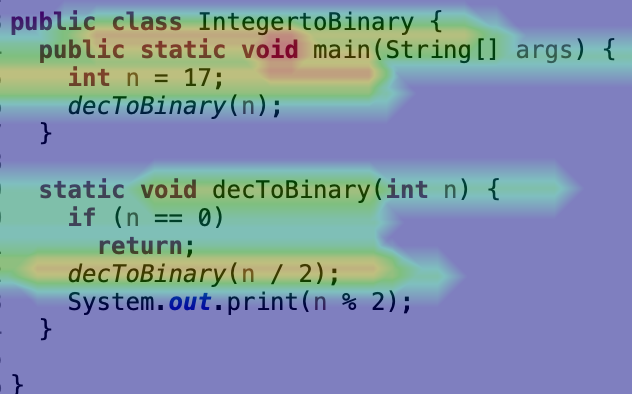 public class IntegertoBinary {
public static void main(String[] args) {
int n = 17;
decToBinary(n);
}
static void decToBinary(int n) {
if (n == 0)
return;
decToBinary(n / 2);
System.out.print(n % 2);
}
}